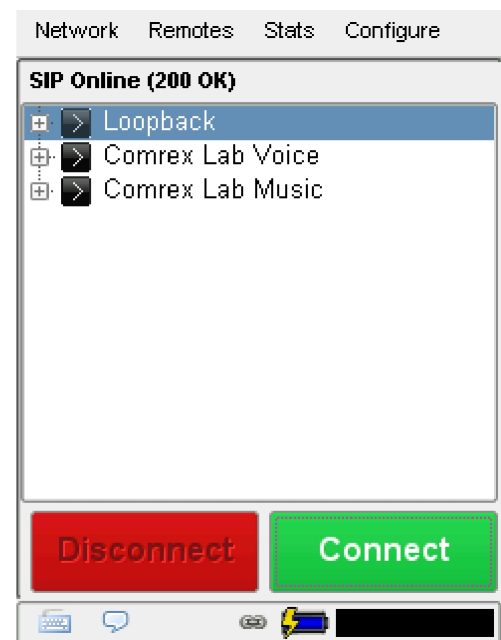 Network Remotes Stats Configure
SIP Online (200 OK)
Loopback
Comrex Lab Voice
Comrex Lab Music
Disconnect Connect